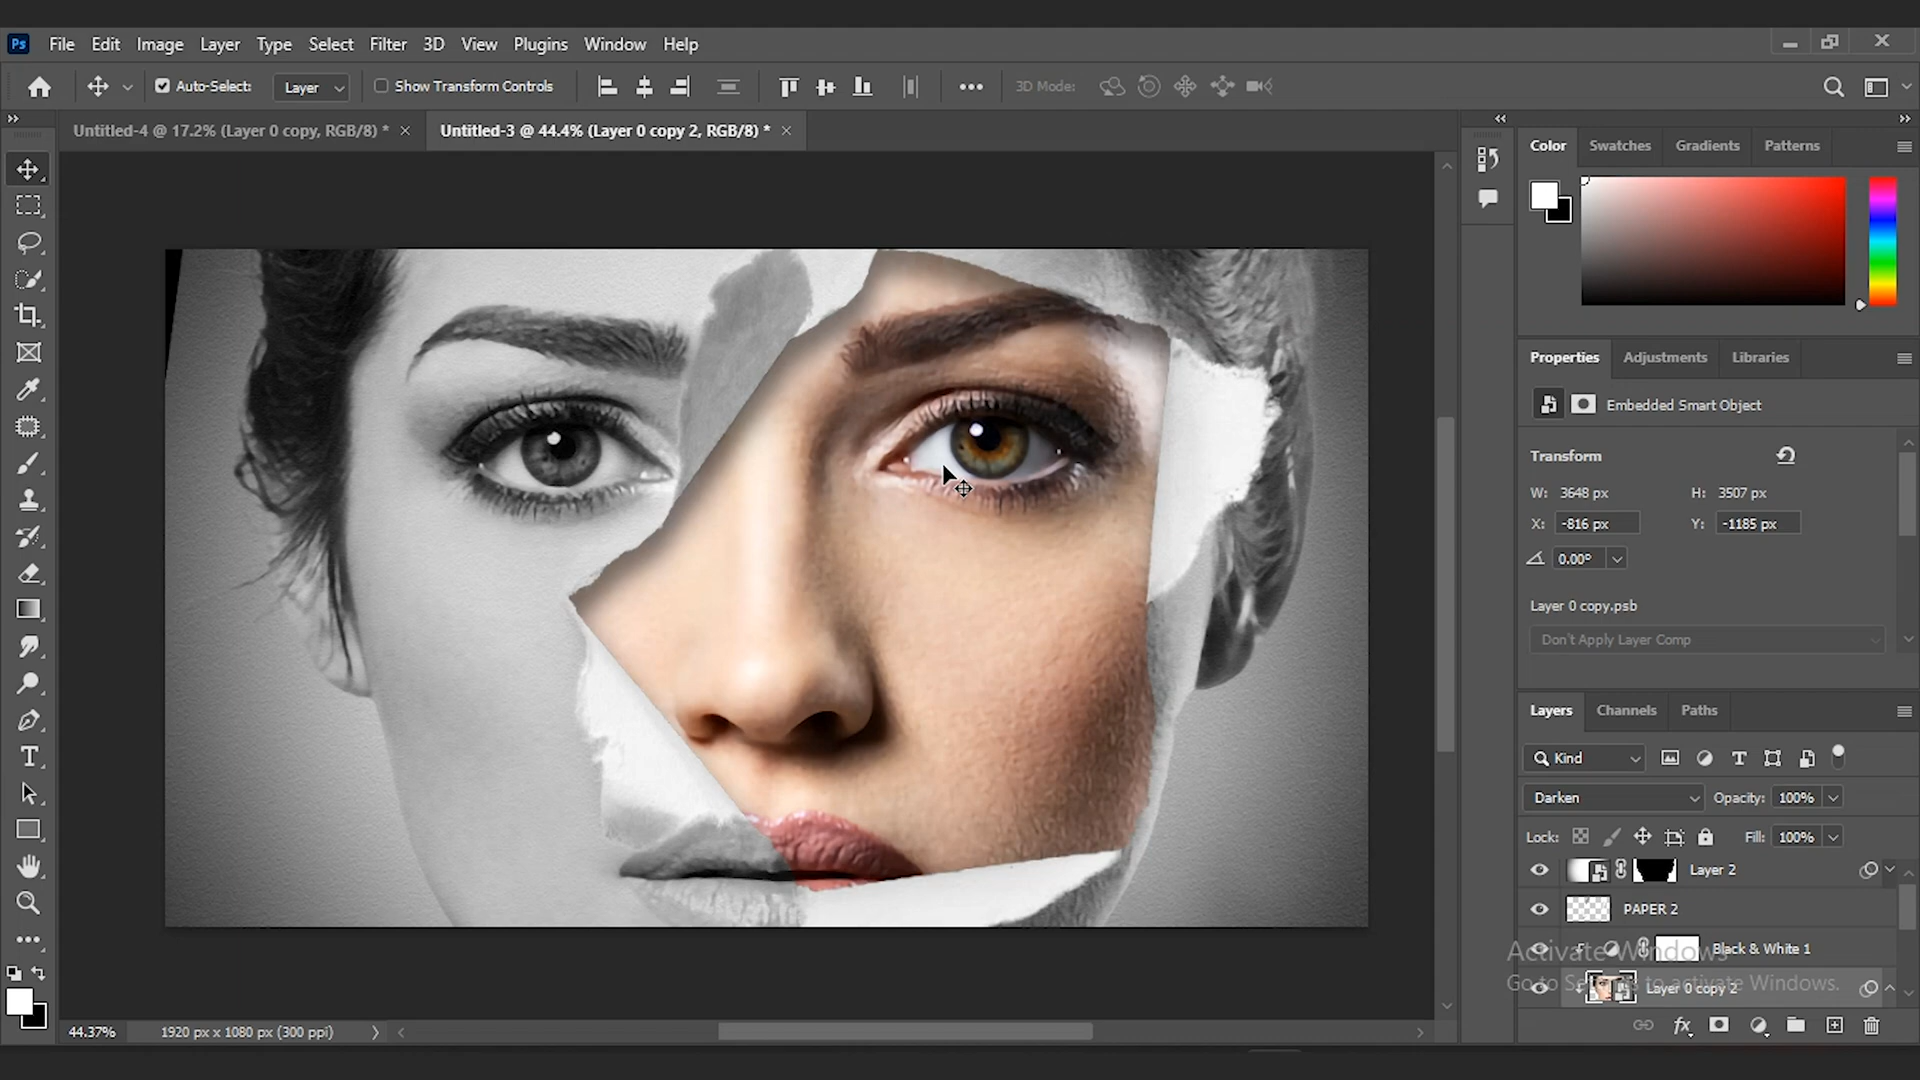 Ps File Edit Image Layer Type Select Filter 3D View Plugins Window Help
Auto-Select: Layer Show Transform Controls 3D Mode:
Untitled-4 @ 17.2% (Layer 0 copy, RGB/8) * × Untitled-3 @ 44.4% (Layer 0 copy 2, RGB/8) * ×
Color Swatches Gradients Patterns
Properties Adjustments Libraries
Embedded Smart Object
Transform
W: 3648 px H: 3507 px
X: -816 px Y: -1185 px
0.00°
Layer 0 copy.psb
Don't Apply Layer Comp
Layers Channels Paths
Kind
Darken Opacity: 100%
Lock: Fill: 100%
Layer 2
PAPER 2
Black & White 1
Activate Windows
Layer 0 copy 2
Go to Settings to activate Windows.
44.37% 1920 px x 1080 px (300 ppi)